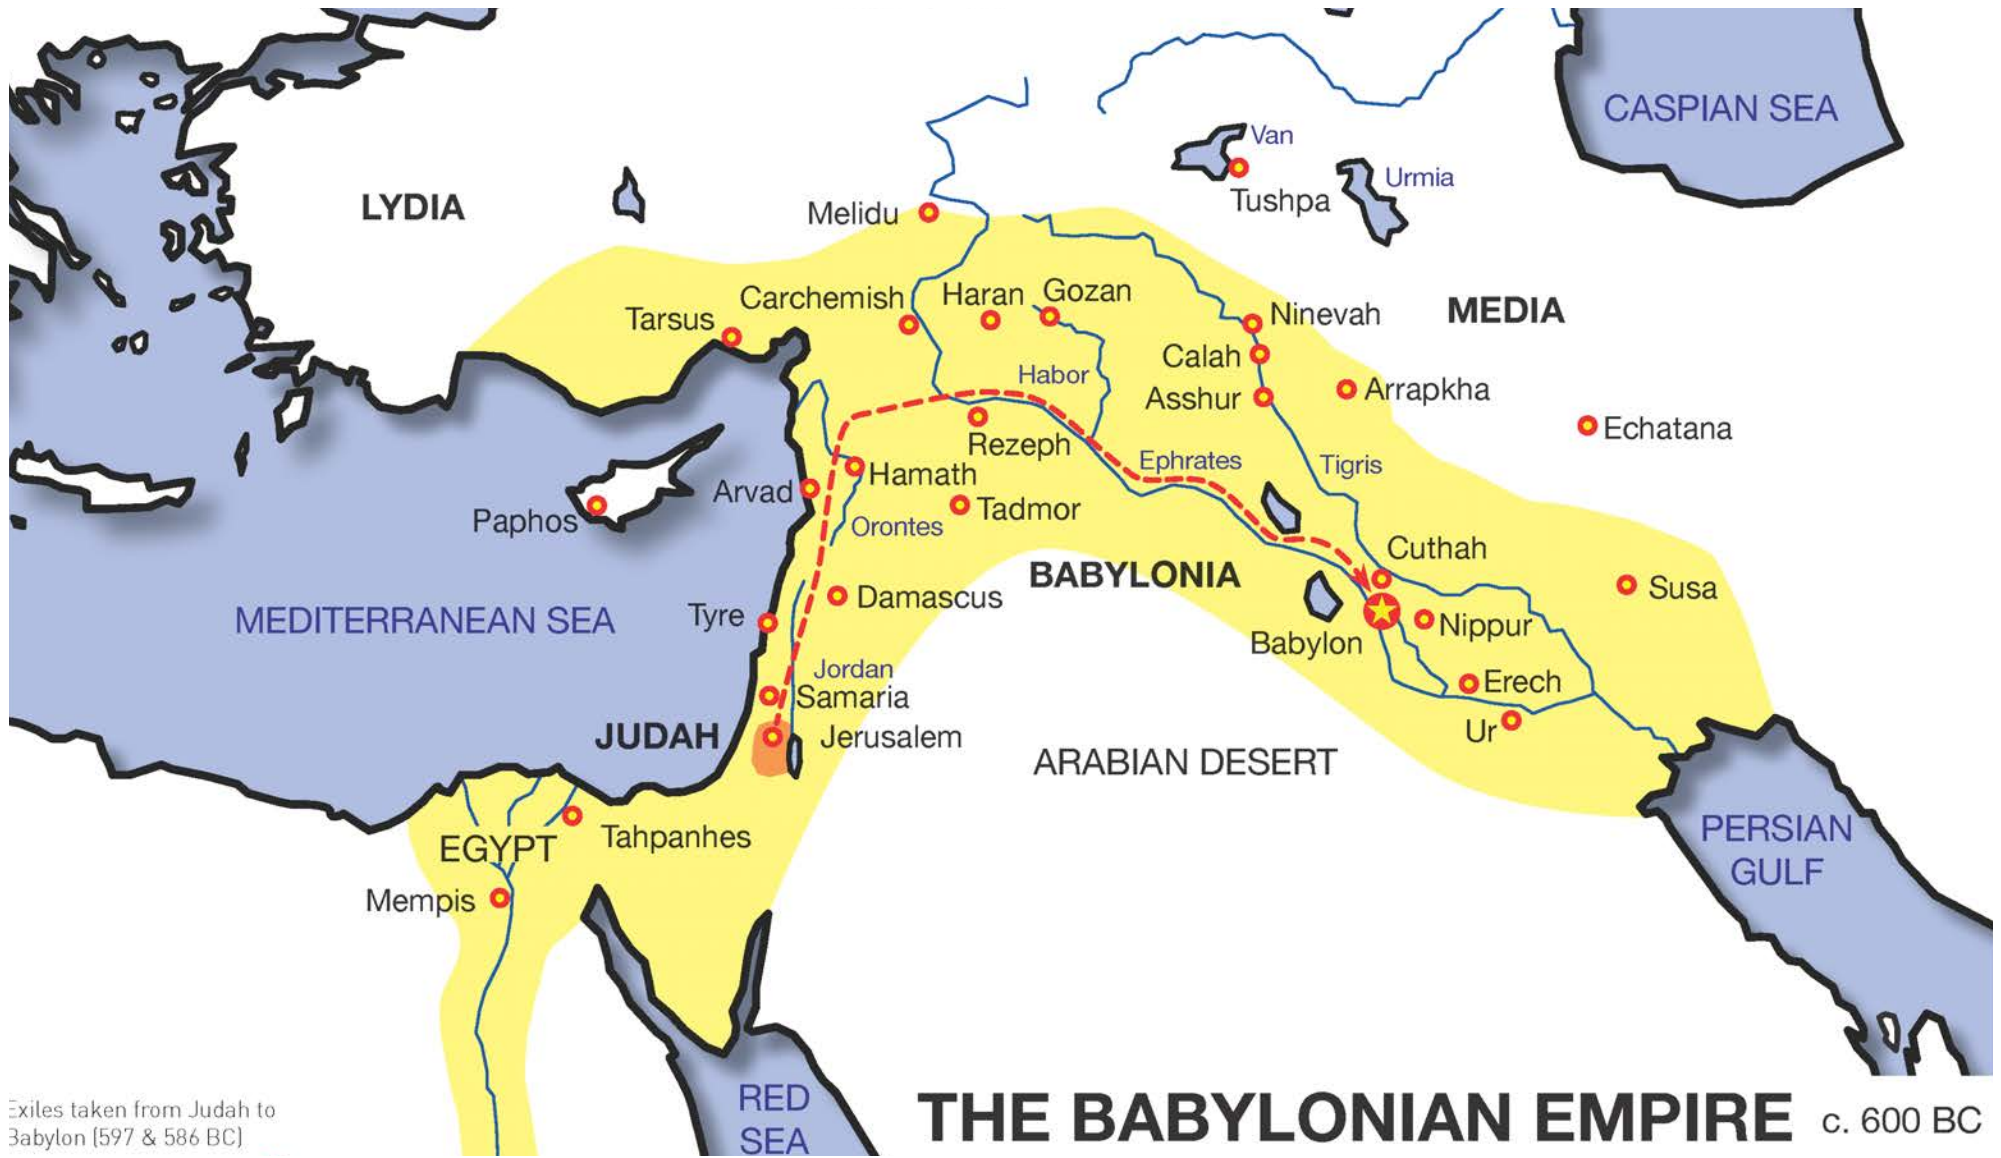 CASPIAN SEA
Van
Urmia
Tushpa
LYDIA
Melidu
Carchemish
Haran
Gozan
Tarsus
Ninevah
MEDIA
Calah
Habor
Asshur
Arrapkha
Echatana
Rezeph
Ephrates
Tigris
Hamath
Arvad
Tadmor
Paphos
Orontes
Cuthah
BABYLONIA
Damascus
Susa
MEDITERRANEAN SEA
Tyre
Nippur
Babylon
Jordan
Samaria
Erech
JUDAH
Jerusalem
Ur
ARABIAN DESERT
EGYPT
Tahpanhes
PERSIAN
GULF
Mempis
RED
SEA
Exiles taken from Judah to
Babylon (597 & 586 BC)
THE BABYLONIAN EMPIRE c. 600 BC